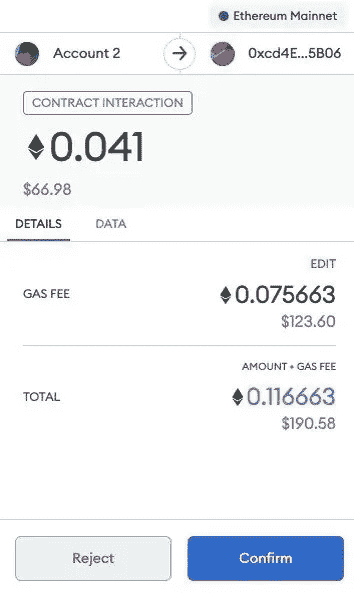 Ethereum Mainnet
Account 2
0xcd4E...5B06
CONTRACT INTERACTION
0.041
$66.98
DETAILS DATA
EDIT
GAS FEE 0.075663
$123.60
AMOUNT + GAS FEE
TOTAL 0.116663
$190.58
Reject Confirm